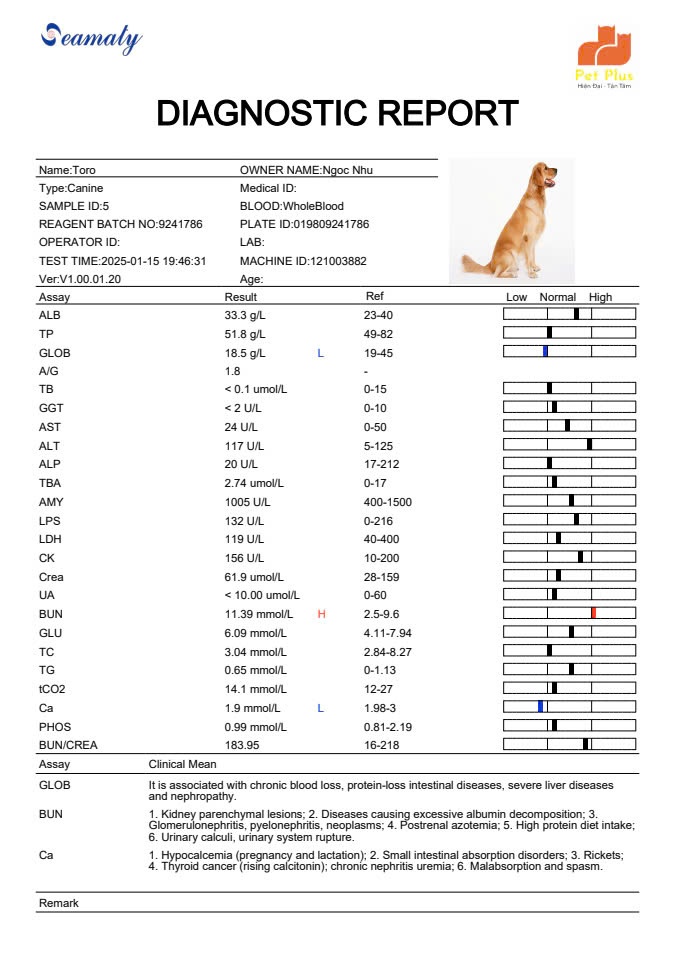 Seamaty
Pet Plus
Hiện Đại - Tận Tâm
DIAGNOSTIC REPORT
Name:Toro OWNER NAME:Ngoc Nhu
Type:Canine Medical ID:
SAMPLE ID:5 BLOOD:WholeBlood
REAGENT BATCH NO:9241786 PLATE ID:019809241786
OPERATOR ID: LAB:
TEST TIME:2025-01-15 19:46:31 MACHINE ID:121003882
Ver:V1.00.01.20 Age:
Assay Result Ref Low Normal High
ALB 33.3 g/L 23-40
TP 51.8 g/L 49-82
GLOB 18.5 g/L L 19-45
A/G 1.8 -
TB < 0.1 umol/L 0-15
GGT < 2 U/L 0-10
AST 24 U/L 0-50
ALT 117 U/L 5-125
ALP 20 U/L 17-212
TBA 2.74 umol/L 0-17
AMY 1005 U/L 400-1500
LPS 132 U/L 0-216
LDH 119 U/L 40-400
CK 156 U/L 10-200
Crea 61.9 umol/L 28-159
UA < 10.00 umol/L 0-60
BUN 11.39 mmol/L H 2.5-9.6
GLU 6.09 mmol/L 4.11-7.94
TC 3.04 mmol/L 2.84-8.27
TG 0.65 mmol/L 0-1.13
tCO2 14.1 mmol/L 12-27
Ca 1.9 mmol/L L 1.98-3
PHOS 0.99 mmol/L 0.81-2.19
BUN/CREA 183.95 16-218
Assay Clinical Mean
GLOB It is associated with chronic blood loss, protein-loss intestinal diseases, severe liver diseases
and nephropathy.
BUN 1. Kidney parenchymal lesions; 2. Diseases causing excessive albumin decomposition; 3.
Glomerulonephritis, pyelonephritis, neoplasms; 4. Postrenal azotemia; 5. High protein diet intake;
6. Urinary calculi, urinary system rupture.
Ca 1. Hypocalcemia (pregnancy and lactation); 2. Small intestinal absorption disorders; 3. Rickets;
4. Thyroid cancer (rising calcitonin); chronic nephritis uremia; 6. Malabsorption and spasm.
Remark